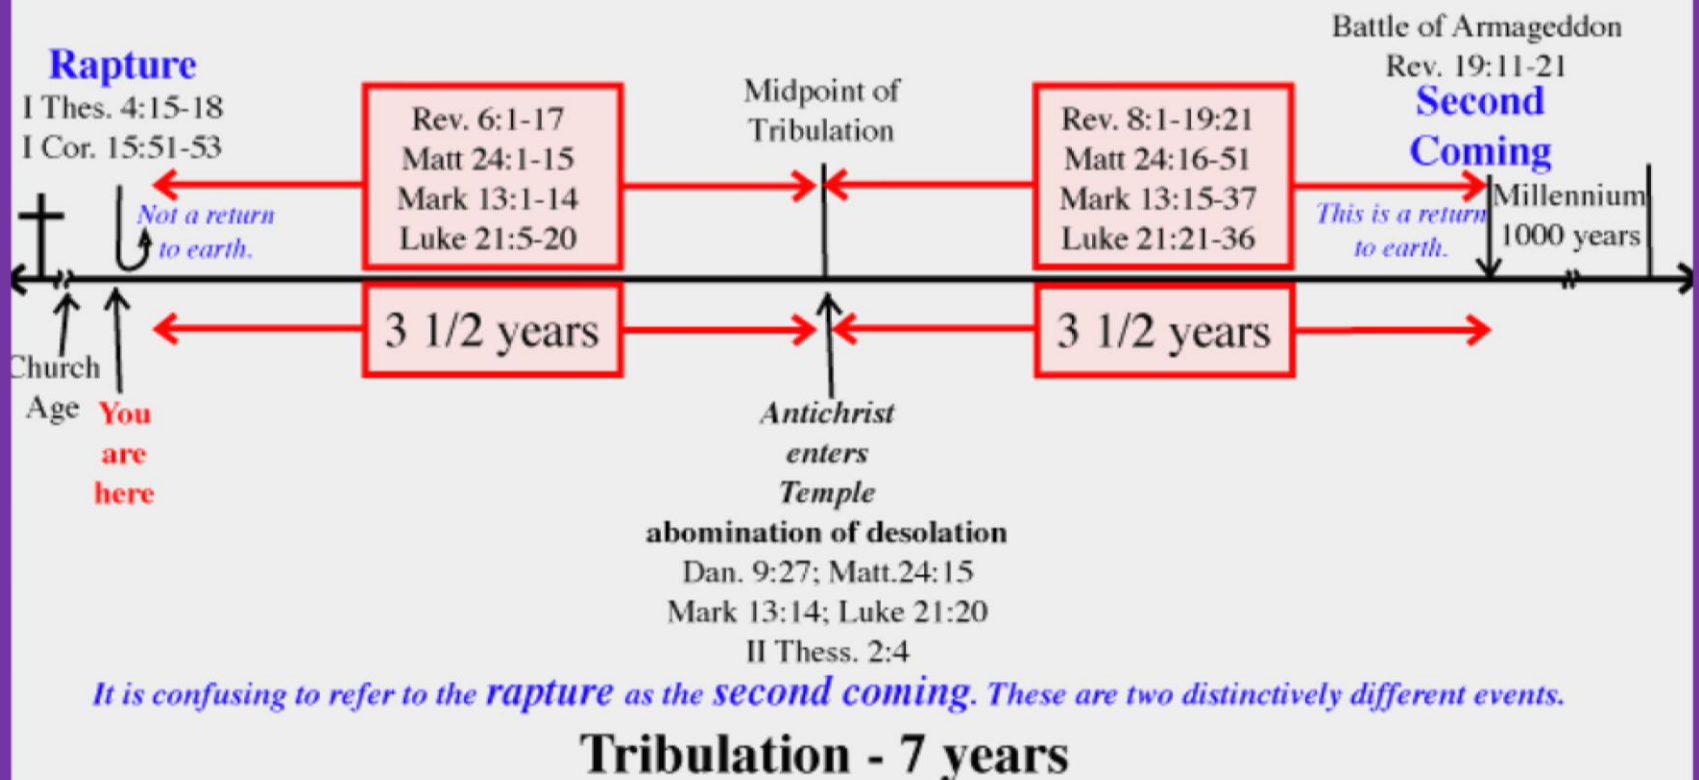 Rapture
I Thes. 4:15-18
I Cor. 15:51-53
Not a return
to earth.
Rev. 6:1-17
Matt 24:1-15
Mark 13:1-14
Luke 21:5-20
Midpoint of
Tribulation
Rev. 8:1-19:21
Matt 24:16-51
Mark 13:15-37
Luke 21:21-36
Battle of Armageddon
Rev. 19:11-21
Second
Coming
This is a return
to earth.
Millennium
1000 years
3 1/2 years
3 1/2 years
Church
Age
You
are
here
Antichrist
enters
Temple
abomination of desolation
Dan. 9:27; Matt.24:15
Mark 13:14; Luke 21:20
II Thess. 2:4
It is confusing to refer to the rapture as the second coming. These are two distinctively different events.
Tribulation - 7 years